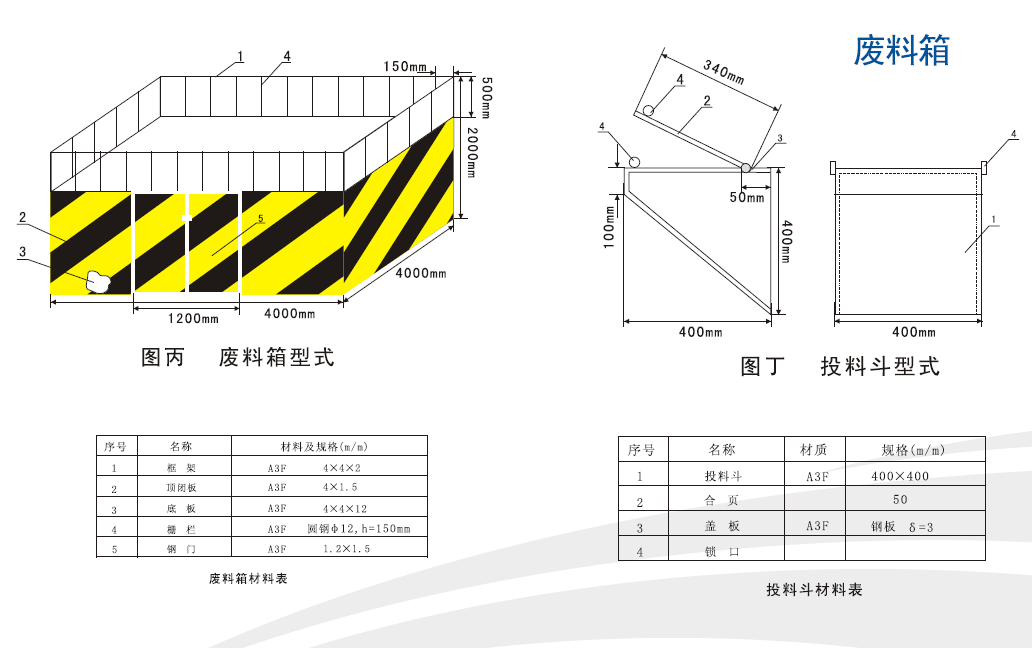 废料箱
1
4
150mm
500mm
2000mm
2
3
5
4000mm
1200mm
4000mm
图丙 废料箱型式
340mm
4
2
4
3
50mm
100mm
400mm
400mm
4
1
400mm
图丁 投料斗型式
序号 名称 材料及规格(m/m)
1 框 架 A3F 4×4×2
2 顶闭板 A3F 4×1.5
3 底 板 A3F 4×4×12
4 栅 栏 A3F 圆钢φ12,h=150mm
5 钢 门 A3F 1.2×1.5
废料箱材料表
序号 名称 材质 规格(m/m)
1 投料斗 A3F 400×400
2 合 页 50
3 盖 板 A3F 钢板 δ=3
4 锁 口
投料斗材料表